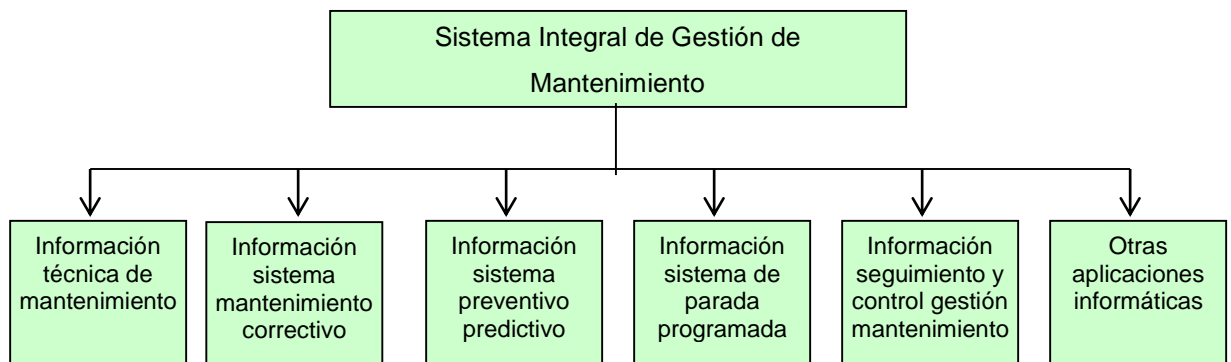 Sistema Integral de Gestión de
Mantenimiento
Información
técnica de
mantenimiento
Información
sistema
mantenimiento
correctivo
Información
sistema
preventivo
predictivo
Información
sistema de
parada
programada
Información
seguimiento y
control gestión
mantenimiento
Otras
aplicaciones
informáticas